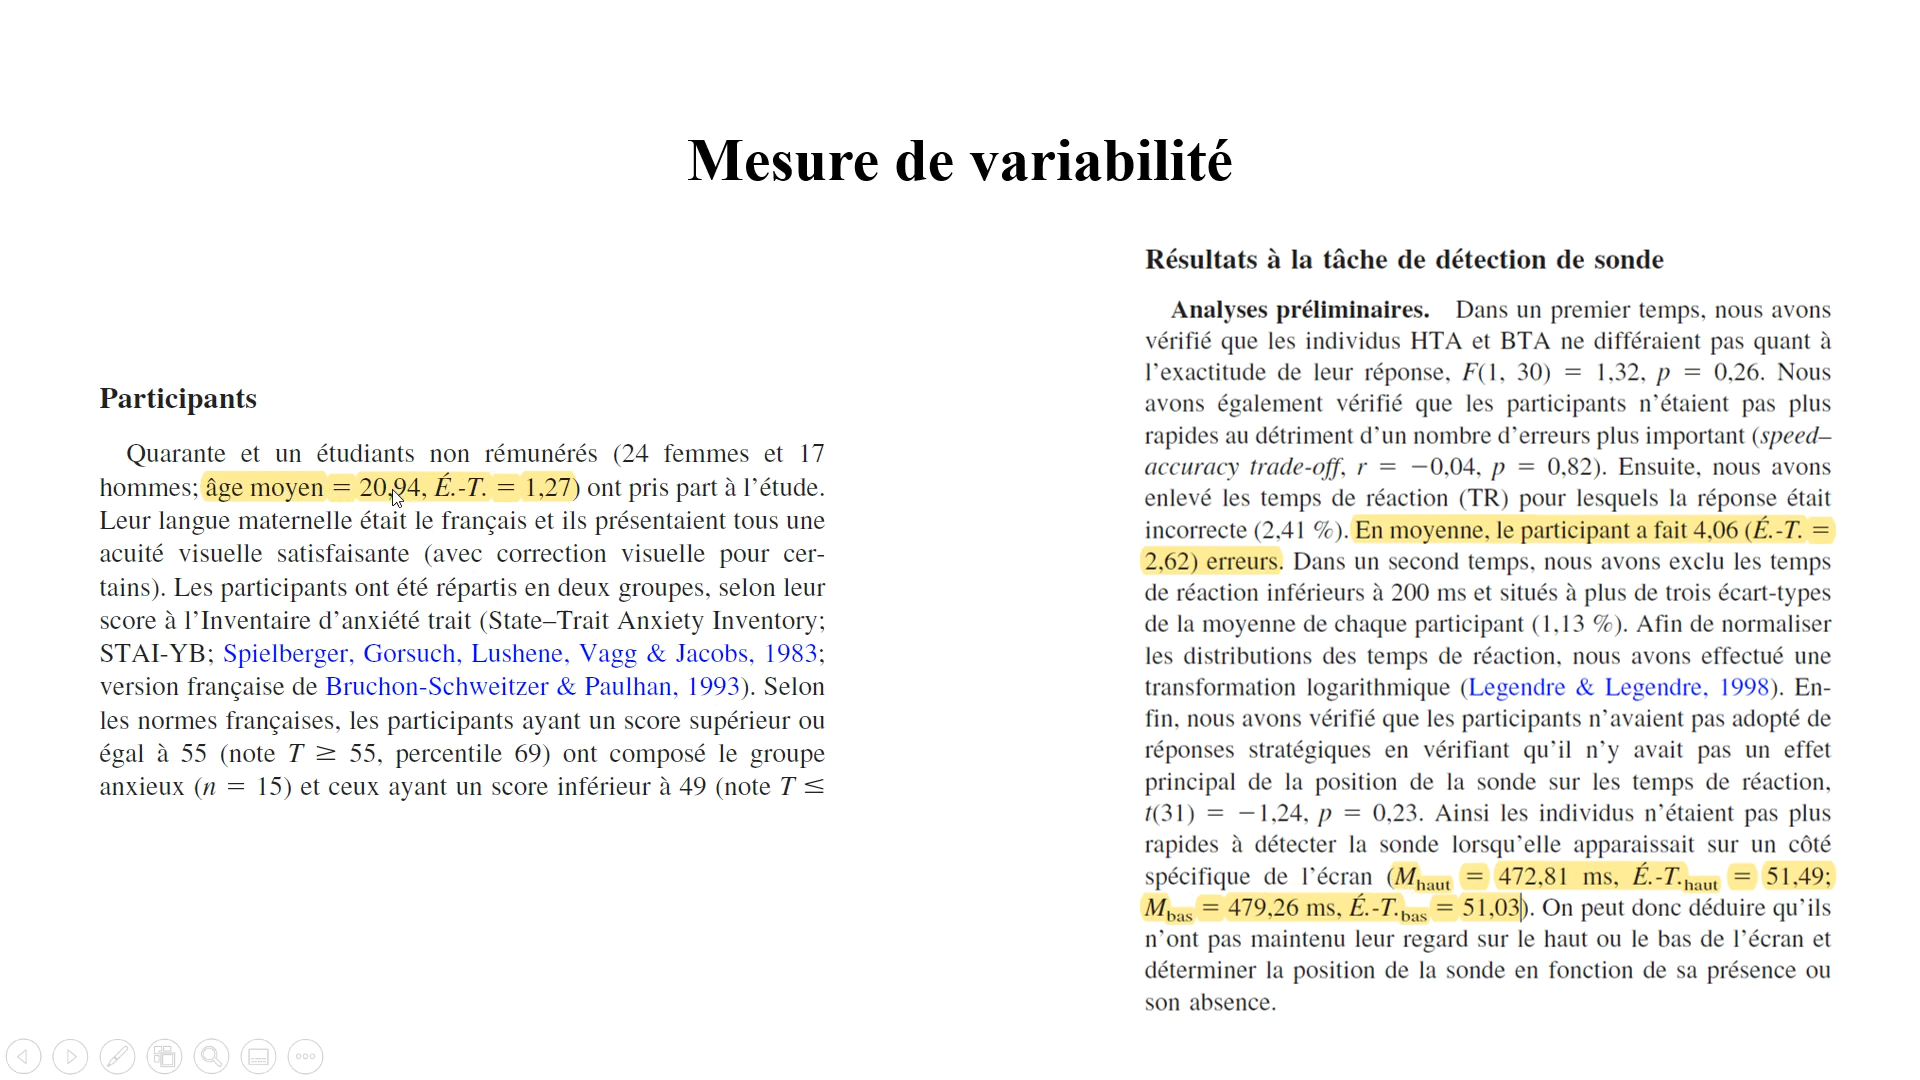 Mesure de variabilité
Participants
Quarante et un étudiants non rémunérés (24 femmes et 17
hommes; âge moyen = 20,94, É.-T. = 1,27) ont pris part à l’étude.
Leur langue maternelle était le français et ils présentaient tous une
acuité visuelle satisfaisante (avec correction visuelle pour cer-
tains). Les participants ont été répartis en deux groupes, selon leur
score à l’Inventaire d’anxiété trait (State–Trait Anxiety Inventory;
STAI-YB; Spielberger, Gorsuch, Lushene, Vagg & Jacobs, 1983;
version française de Bruchon-Schweitzer & Paulhan, 1993). Selon
les normes françaises, les participants ayant un score supérieur ou
égal à 55 (note T ≥ 55, percentile 69) ont composé le groupe
anxieux (n = 15) et ceux ayant un score inférieur à 49 (note T ≤
Résultats à la tâche de détection de sonde
Analyses préliminaires. Dans un premier temps, nous avons
vérifié que les individus HTA et BTA ne différaient pas quant à
l’exactitude de leur réponse, F(1, 30) = 1,32, p = 0,26. Nous
avons également vérifié que les participants n’étaient pas plus
rapides au détriment d’un nombre d’erreurs plus important (speed–
accuracy trade-off, r = −0,04, p = 0,82). Ensuite, nous avons
enlevé les temps de réaction (TR) pour lesquels la réponse était
incorrecte (2,41 %). En moyenne, le participant a fait 4,06 (É.-T. =
2,62) erreurs. Dans un second temps, nous avons exclu les temps
de réaction inférieurs à 200 ms et situés à plus de trois écart-types
de la moyenne de chaque participant (1,13 %). Afin de normaliser
les distributions des temps de réaction, nous avons effectué une
transformation logarithmique (Legendre & Legendre, 1998). En-
fin, nous avons vérifié que les participants n’avaient pas adopté de
réponses stratégiques en vérifiant qu’il n’y avait pas un effet
principal de la position de la sonde sur les temps de réaction,
t(31) = −1,24, p = 0,23. Ainsi les individus n’étaient pas plus
rapides à détecter la sonde lorsqu’elle apparaissait sur un côté
spécifique de l’écran (Mhaut = 472,81 ms, É.-T.haut = 51,49;
Mbas = 479,26 ms, É.-T.bas = 51,03). On peut donc déduire qu’ils
n’ont pas maintenu leur regard sur le haut ou le bas de l’écran et
déterminer la position de la sonde en fonction de sa présence ou
son absence.